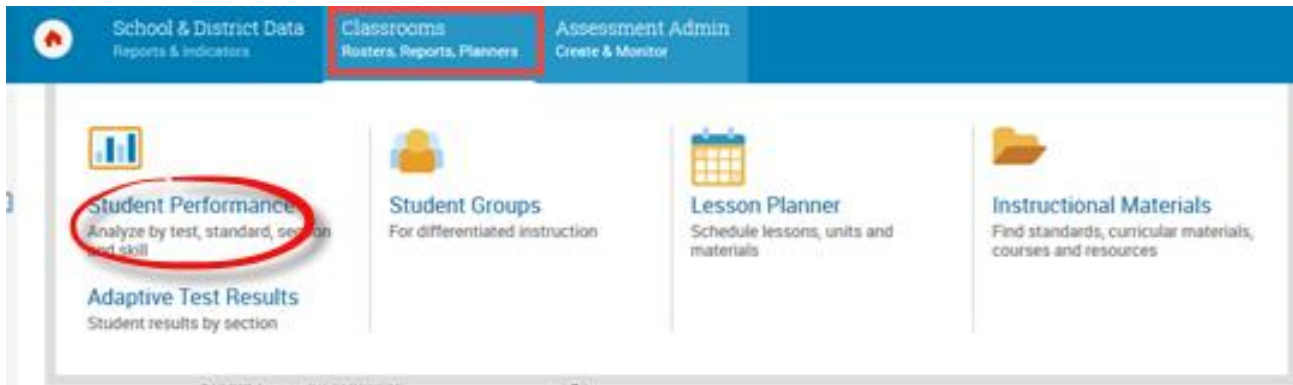 School & District Data
Reports & Indicators
Classrooms
Rosters, Reports, Planners
Assessment Admin
Create & Monitor
Student Performance
Analyze by test, standard, section
and skill
Adaptive Test Results
Student results by section
Student Groups
For differentiated instruction
Lesson Planner
Schedule lessons, units and
materials
Instructional Materials
Find standards, curricular materials,
courses and resources